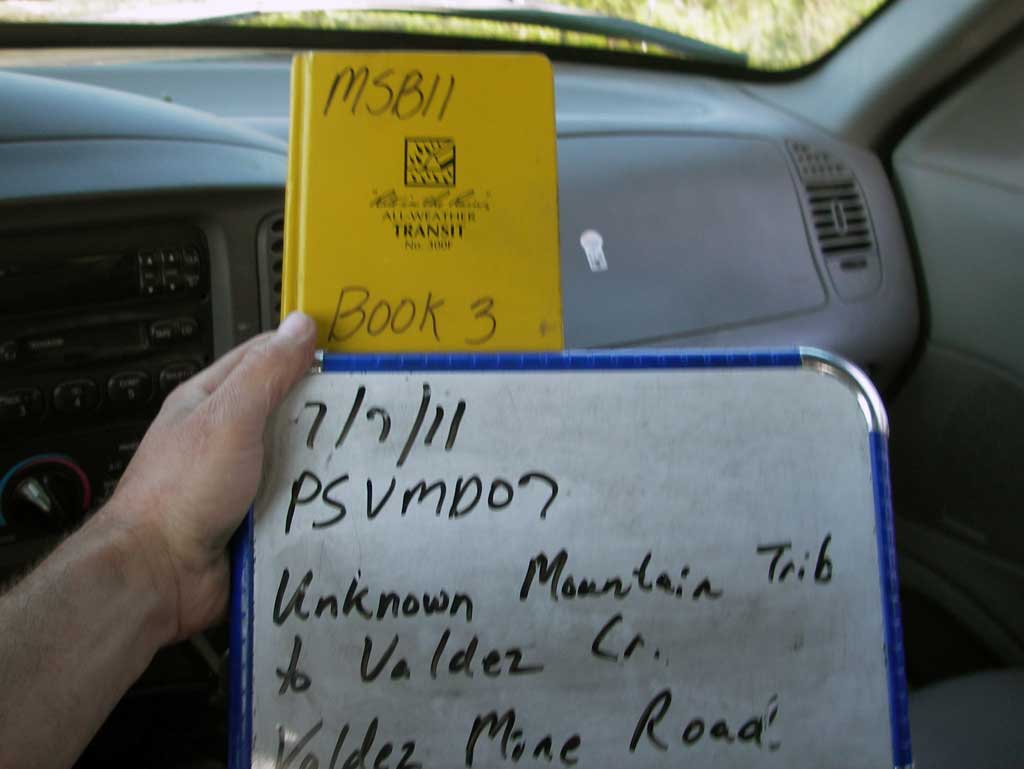 MSB11
"Rite in the Rain"
ALL-WEATHER
TRANSIT
No. 300F
BOOK 3
7/7/11
PSVMD07
Unknown Mountain Trib
to Valdez Cr.
Valdez Mine Road